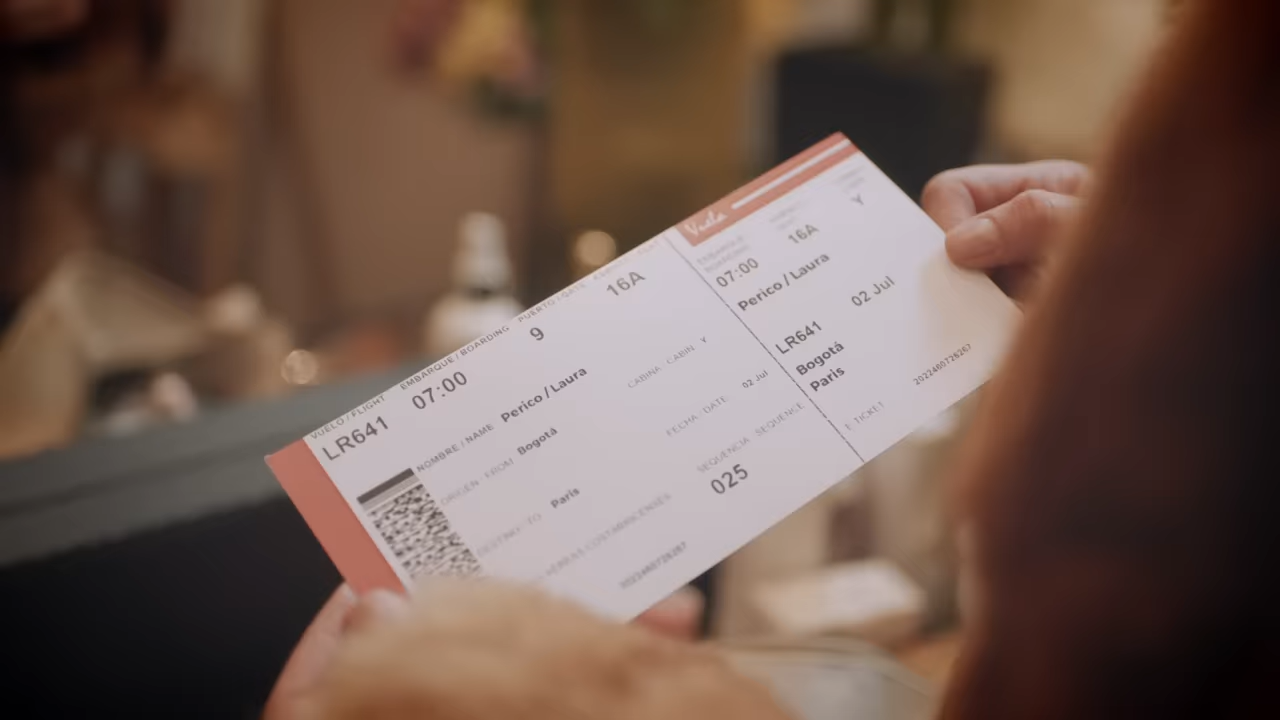 VUELO / FLIGHT EMBARQUE / BOARDING PUERTO / GATE
LR641 07:00 9 16A
NOMBRE / NAME Perico / Laura CABINA CABIN Y
ORIGEN FROM Bogotá FECHA DATE 02 Jul
DESTINO TO Paris SEQUENCIA SEQUENCE
025
2022460726267
Vuela
07:00 16A Y
Perico / Laura
LR641 02 Jul
Bogotá
Paris
E TICKET 2022460726267